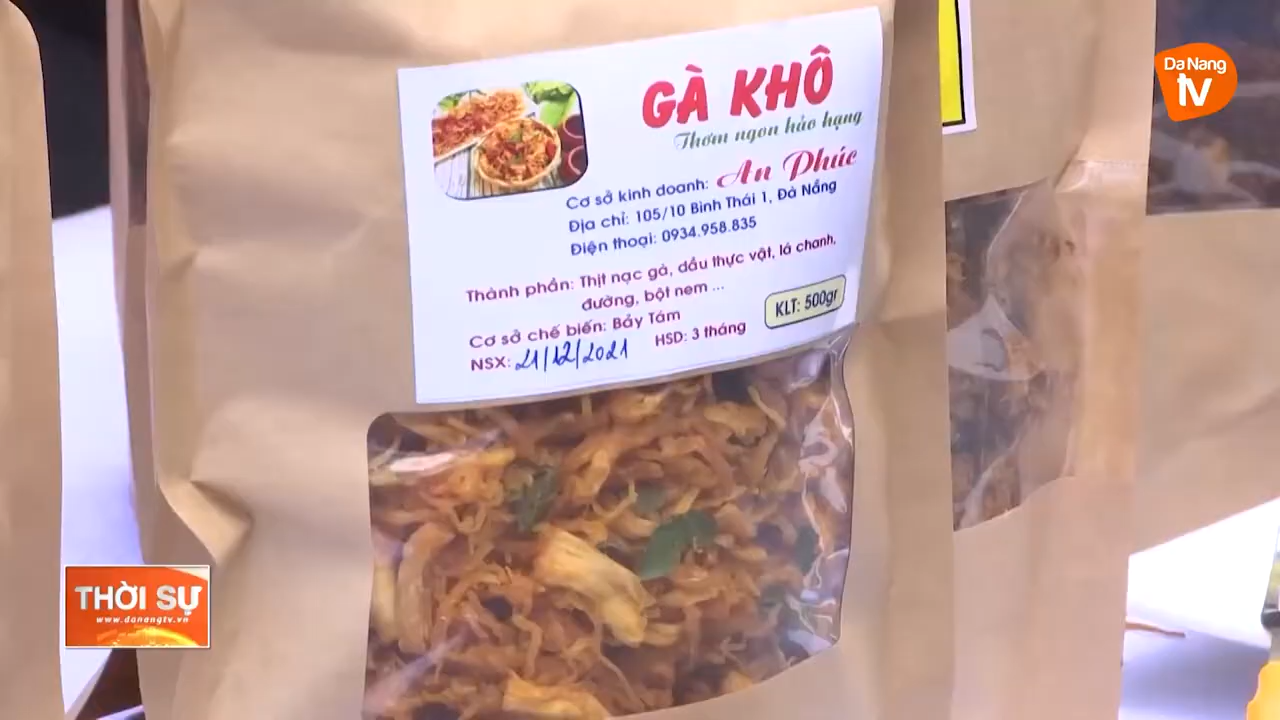 Da Nang
tv
GÀ KHÔ
Thơm ngon hảo hạng
Cơ sở kinh doanh: An Phúc
Địa chỉ: 105/10 Bình Thái 1, Đà Nẵng
Điện thoại: 0934.958.835
Thành phần: Thịt nạc gà, dầu thực vật, lá chanh,
đường, bột nem ...
KLT: 500gr
Cơ sở chế biến: Bảy Tám
NSX: 21/12/2021 HSD: 3 tháng
THỜI SỰ
www.danangtv.vn